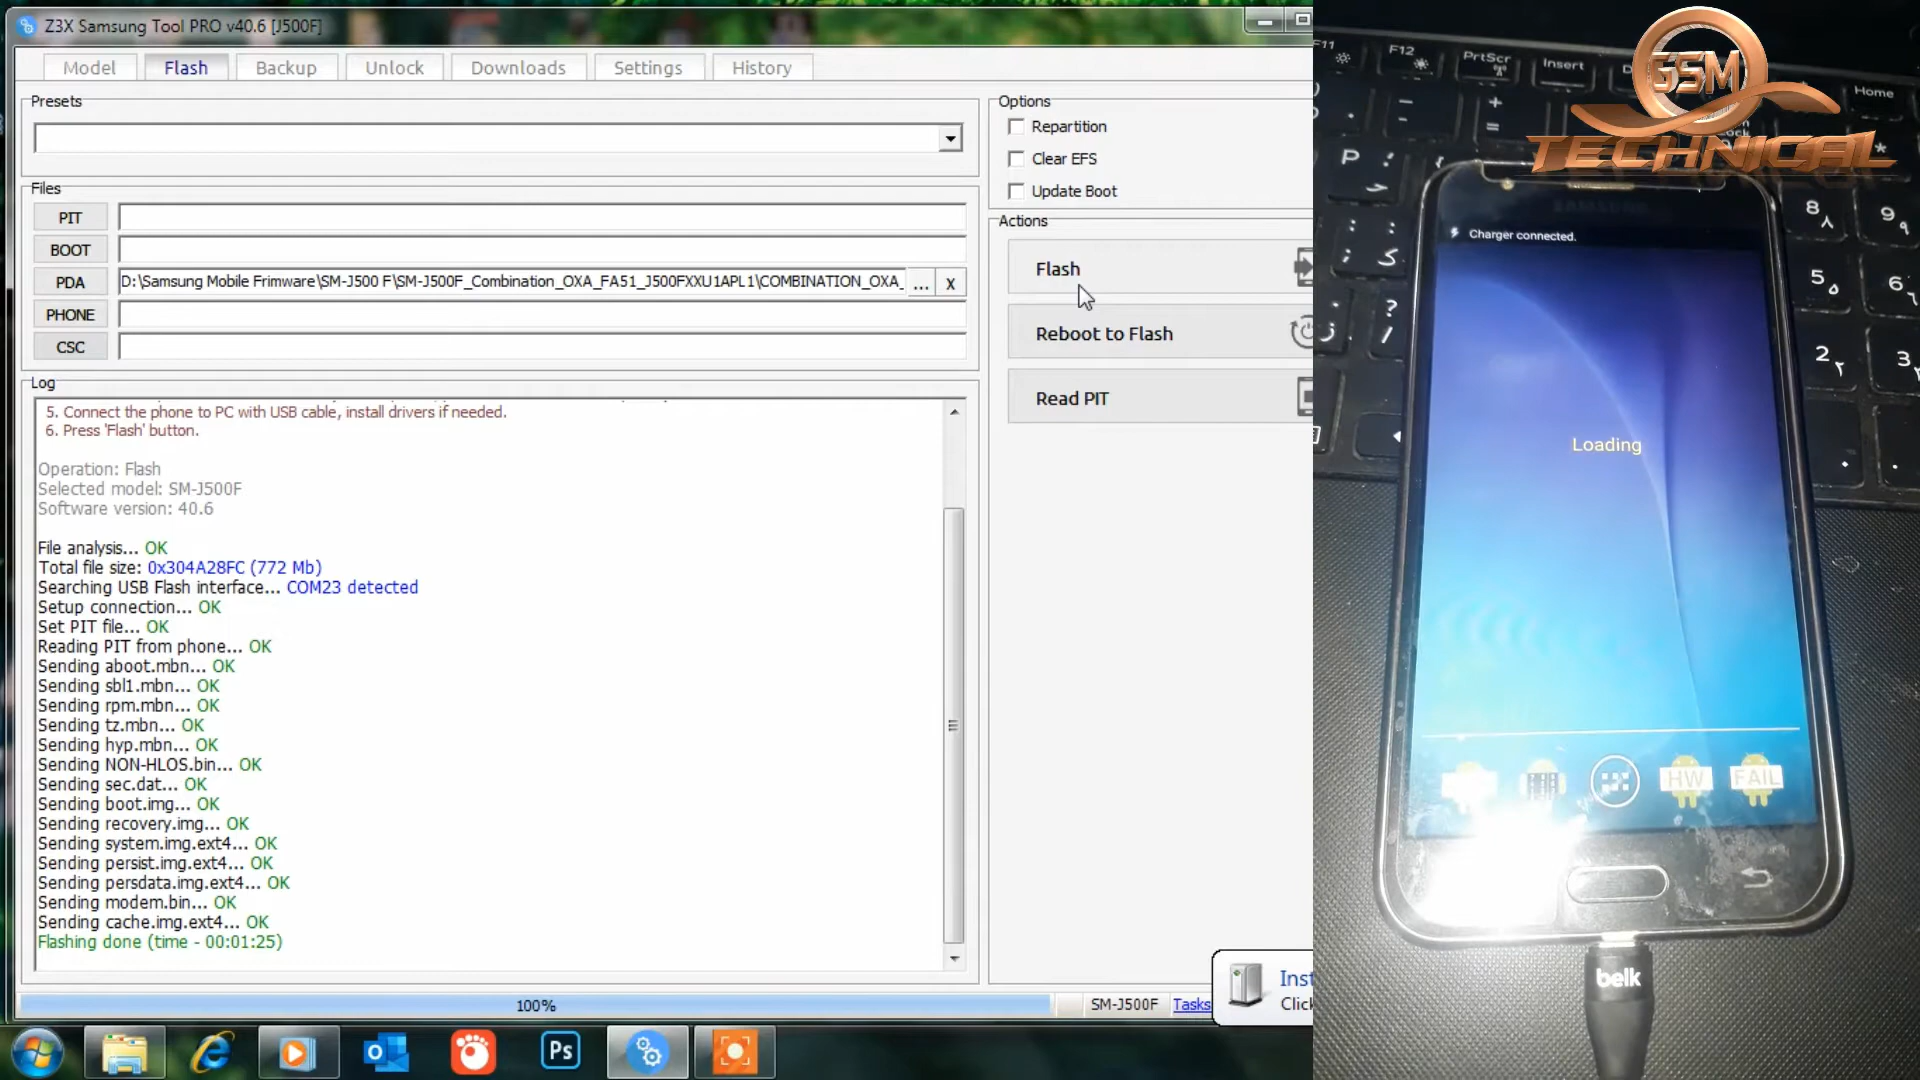 Z3X Samsung Tool PRO v40.6 [J500F]
Model
Flash
Backup
Unlock
Downloads
Settings
History
Presets
Files
PIT
BOOT
PDA
D:\Samsung Mobile Frimware\SM-J500 F\SM-J500F_Combination_OXA_FA51_J500FXXU1APL1\COMBINATION_OXA_
...
x
PHONE
CSC
Options
Repartition
Clear EFS
Update Boot
Actions
Flash
Reboot to Flash
Read PIT
Log
5. Connect the phone to PC with USB cable, install drivers if needed.
6. Press 'Flash' button.
Operation: Flash
Selected model: SM-J500F
Software version: 40.6
File analysis... OK
Total file size: 0x304A28FC (772 Mb)
Searching USB Flash interface... COM23 detected
Setup connection... OK
Set PIT file... OK
Reading PIT from phone... OK
Sending aboot.mbn... OK
Sending sbl1.mbn... OK
Sending rpm.mbn... OK
Sending tz.mbn... OK
Sending hyp.mbn... OK
Sending NON-HLOS.bin... OK
Sending sec.dat... OK
Sending boot.img... OK
Sending recovery.img... OK
Sending system.img.ext4... OK
Sending persist.img.ext4... OK
Sending persdata.img.ext4... OK
Sending modem.bin... OK
Sending cache.img.ext4... OK
Flashing done (time - 00:01:25)
100%
SM-J500F
Tasks
Ps
GSM
TECHNICAL
F11
F12
PrtScr
Insert
Home
P
SAMSUNG
Charger connected.
Loading
HW
FAIL
belk